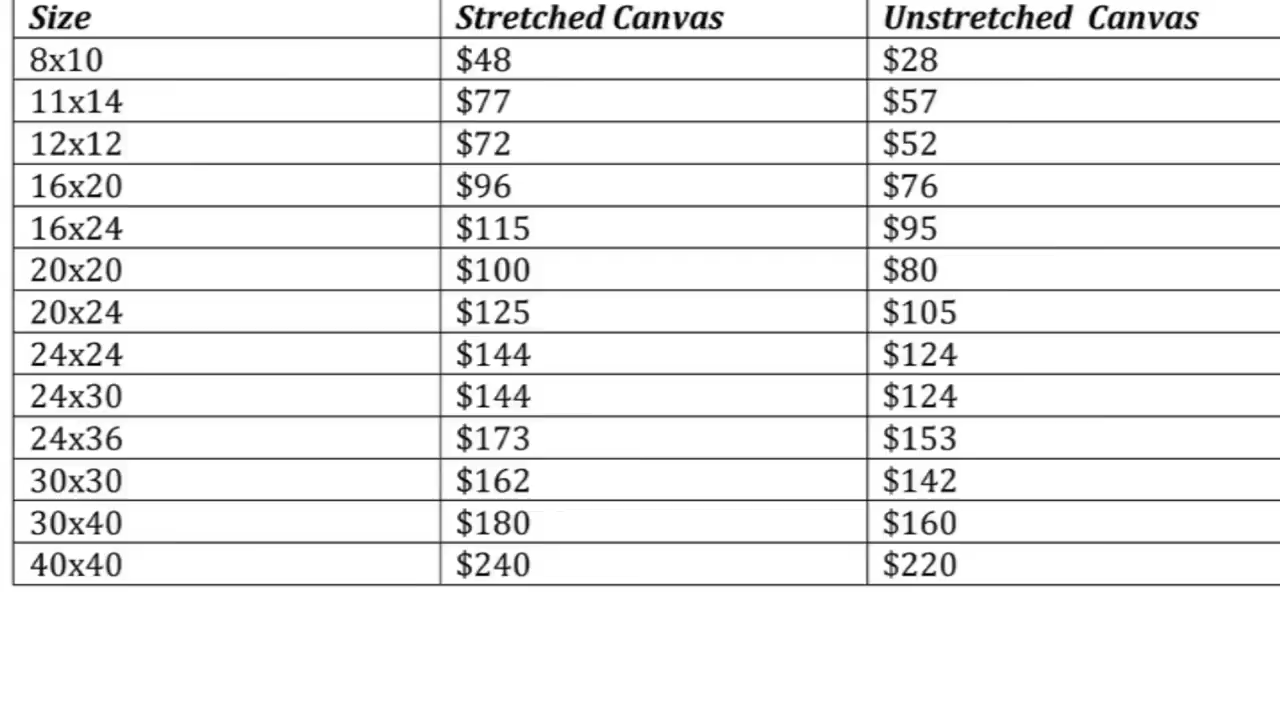 Size Stretched Canvas Unstretched Canvas
8x10 $48 $28
11x14 $77 $57
12x12 $72 $52
16x20 $96 $76
16x24 $115 $95
20x20 $100 $80
20x24 $125 $105
24x24 $144 $124
24x30 $144 $124
24x36 $173 $153
30x30 $162 $142
30x40 $180 $160
40x40 $240 $220